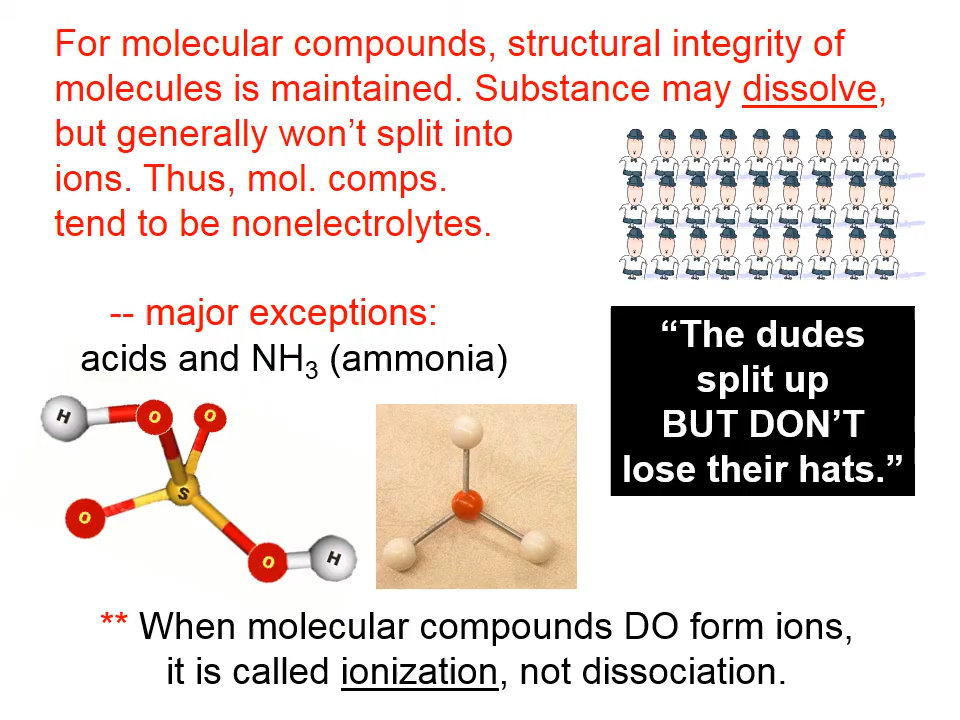 For molecular compounds, structural integrity of
molecules is maintained. Substance may dissolve,
but generally won’t split into
ions. Thus, mol. comps.
tend to be nonelectrolytes.
-- major exceptions:
acids and NH₃ (ammonia)
“The dudes
split up
BUT DON’T
lose their hats.”
H
O
O
S
O
O
H
** When molecular compounds DO form ions,
it is called ionization, not dissociation.